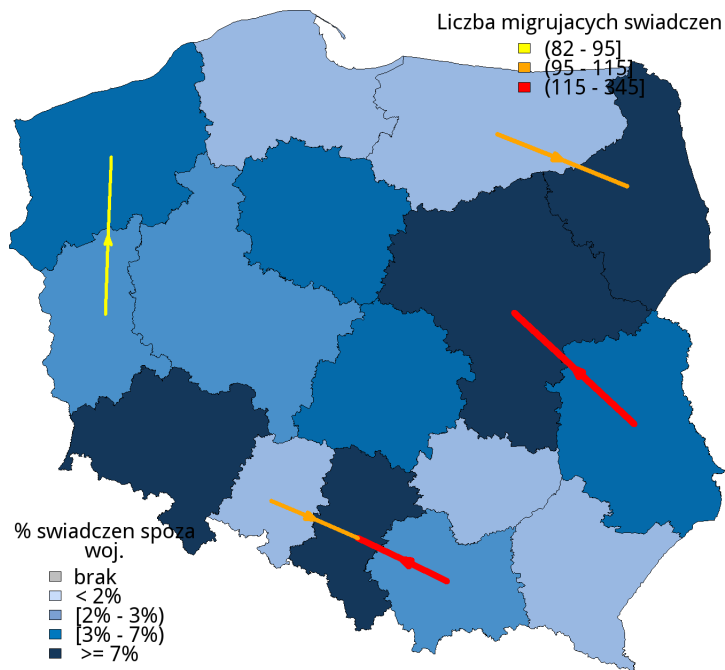 Liczba migrujacych swiadczen
(82 - 95]
(95 - 115]
(115 - 345]
% swiadczen spoza
woj.
brak
< 2%
[2% - 3%)
[3% - 7%)
>= 7%